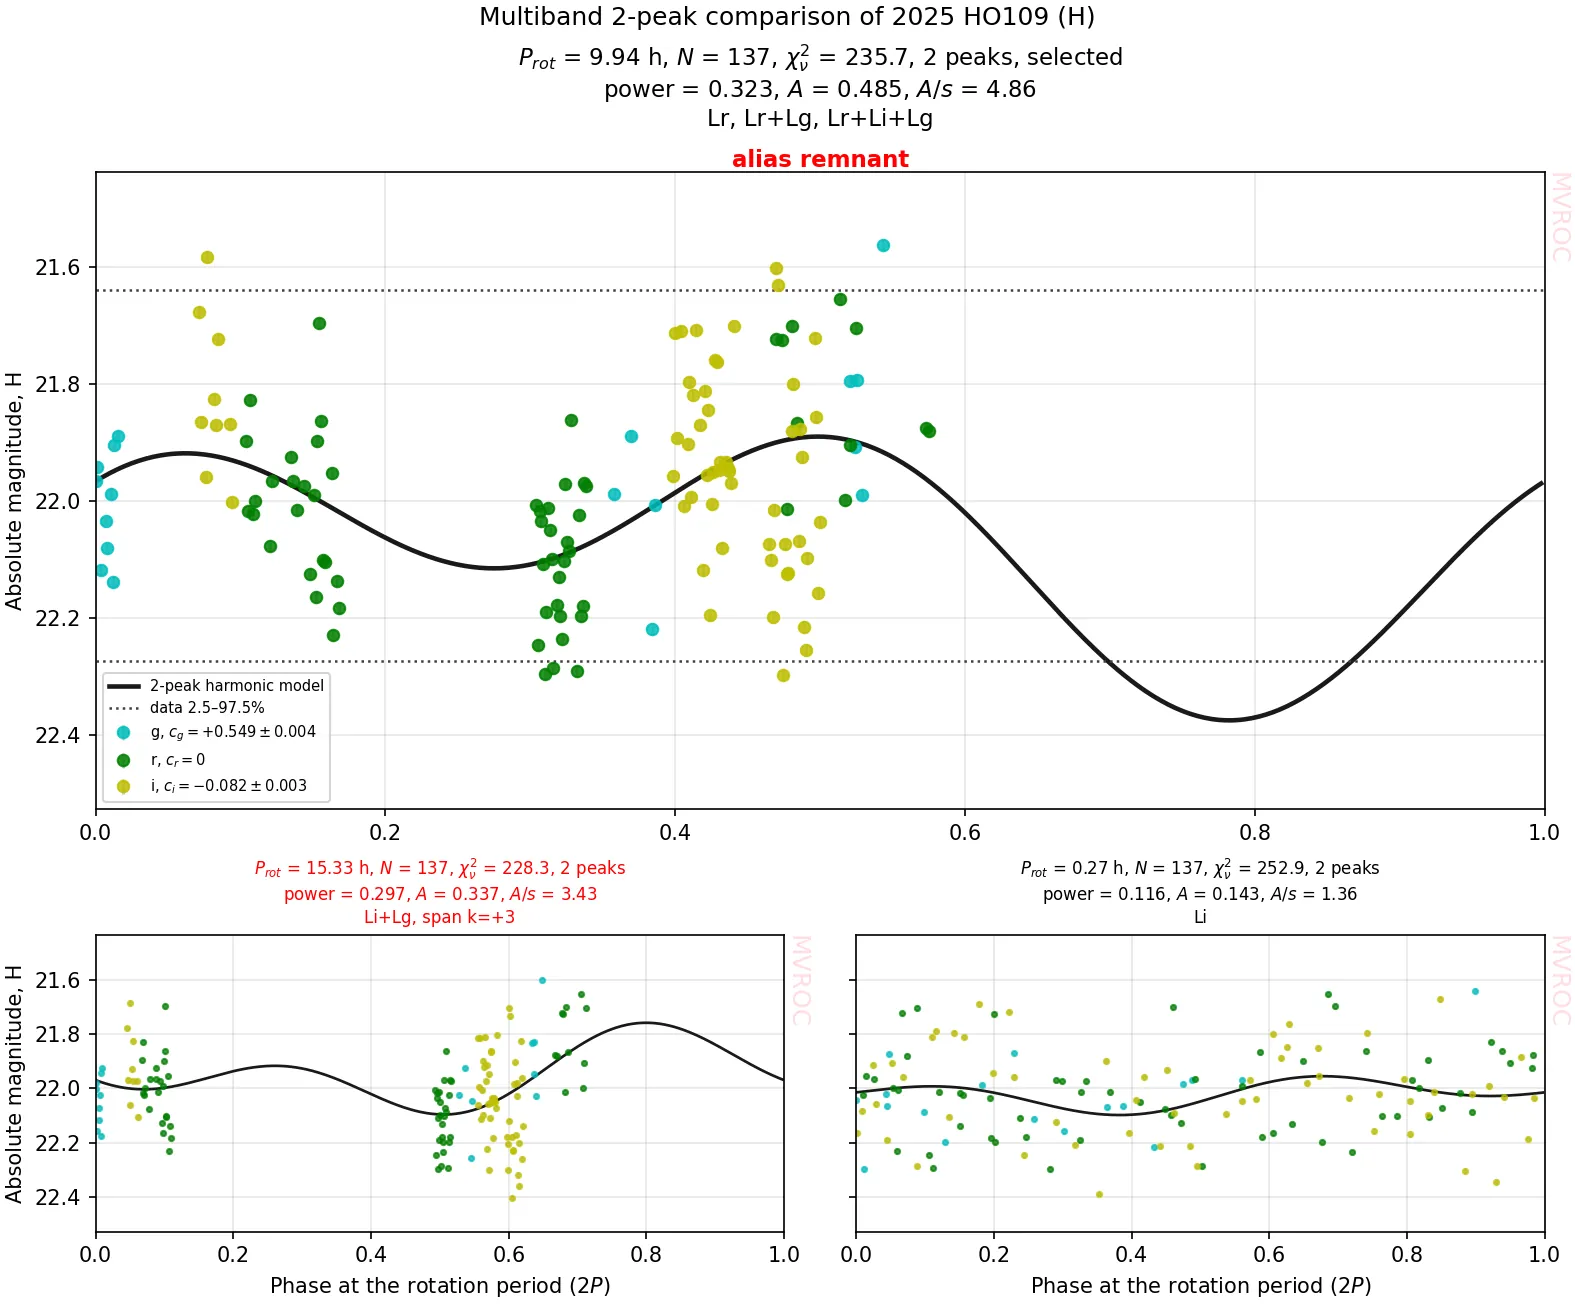 Multiband 2-peak comparison of 2025 HO109 (H)
P_rot = 9.94 h, N = 137, χ²_ν = 235.7, 2 peaks, selected
power = 0.323, A = 0.485, A/s = 4.86
Lr, Lr+Lg, Lr+Li+Lg
alias remnant
MVROC
Absolute magnitude, H
21.6
21.8
22.0
22.2
22.4
2-peak harmonic model
data 2.5–97.5%
g, c_g = +0.549 ± 0.004
r, c_r = 0
i, c_i = −0.082 ± 0.003
0.0 0.2 0.4 0.6 0.8 1.0
P_rot = 15.33 h, N = 137, χ²_ν = 228.3, 2 peaks
power = 0.297, A = 0.337, A/s = 3.43
Li+Lg, span k=+3
MVROC
Absolute magnitude, H
21.6
21.8
22.0
22.2
22.4
0.0 0.2 0.4 0.6 0.8 1.0
Phase at the rotation period (2P)
P_rot = 0.27 h, N = 137, χ²_ν = 252.9, 2 peaks
power = 0.116, A = 0.143, A/s = 1.36
Li
MVROC
0.0 0.2 0.4 0.6 0.8 1.0
Phase at the rotation period (2P)